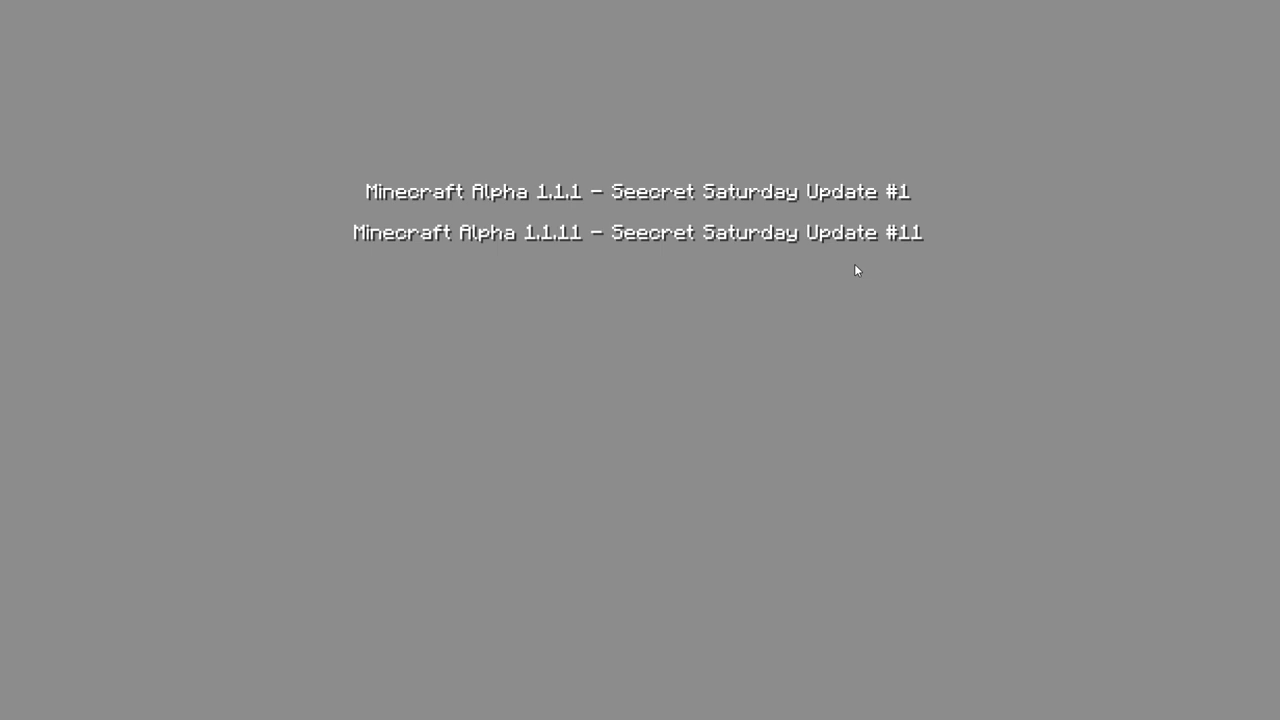 Minecraft Alpha 1.1.1 - Seecret Saturday Update #1
Minecraft Alpha 1.1.11 - Seecret Saturday Update #11